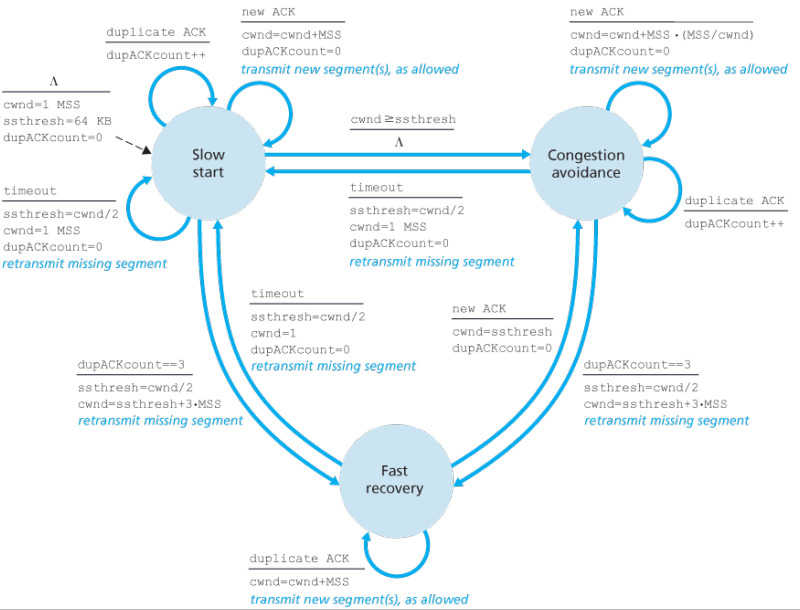 new ACK
cwnd=cwnd+MSS
dupACKcount=0
transmit new segment(s), as allowed
new ACK
cwnd=cwnd+MSS •(MSS/cwnd)
dupACKcount=0
transmit new segment(s), as allowed
duplicate ACK
dupACKcount++
Λ
cwnd=1 MSS
ssthresh=64 KB
dupACKcount=0
Slow
start
cwnd≥ssthresh
Λ
Congestion
avoidance
timeout
ssthresh=cwnd/2
cwnd=1 MSS
dupACKcount=0
retransmit missing segment
timeout
ssthresh=cwnd/2
cwnd=1 MSS
dupACKcount=0
retransmit missing segment
duplicate ACK
dupACKcount++
timeout
ssthresh=cwnd/2
cwnd=1
dupACKcount=0
retransmit missing segment
new ACK
cwnd=ssthresh
dupACKcount=0
dupACKcount==3
ssthresh=cwnd/2
cwnd=ssthresh+3•MSS
retransmit missing segment
dupACKcount==3
ssthresh=cwnd/2
cwnd=ssthresh+3•MSS
retransmit missing segment
Fast
recovery
duplicate ACK
cwnd=cwnd+MSS
transmit new segment(s), as allowed